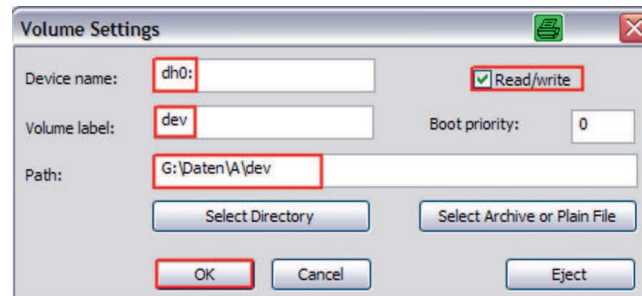 Volume Settings
Device name: dh0: Read/write
Volume label: dev Boot priority: 0
Path: G:\Daten\A\dev
Select Directory Select Archive or Plain File
OK Cancel Eject